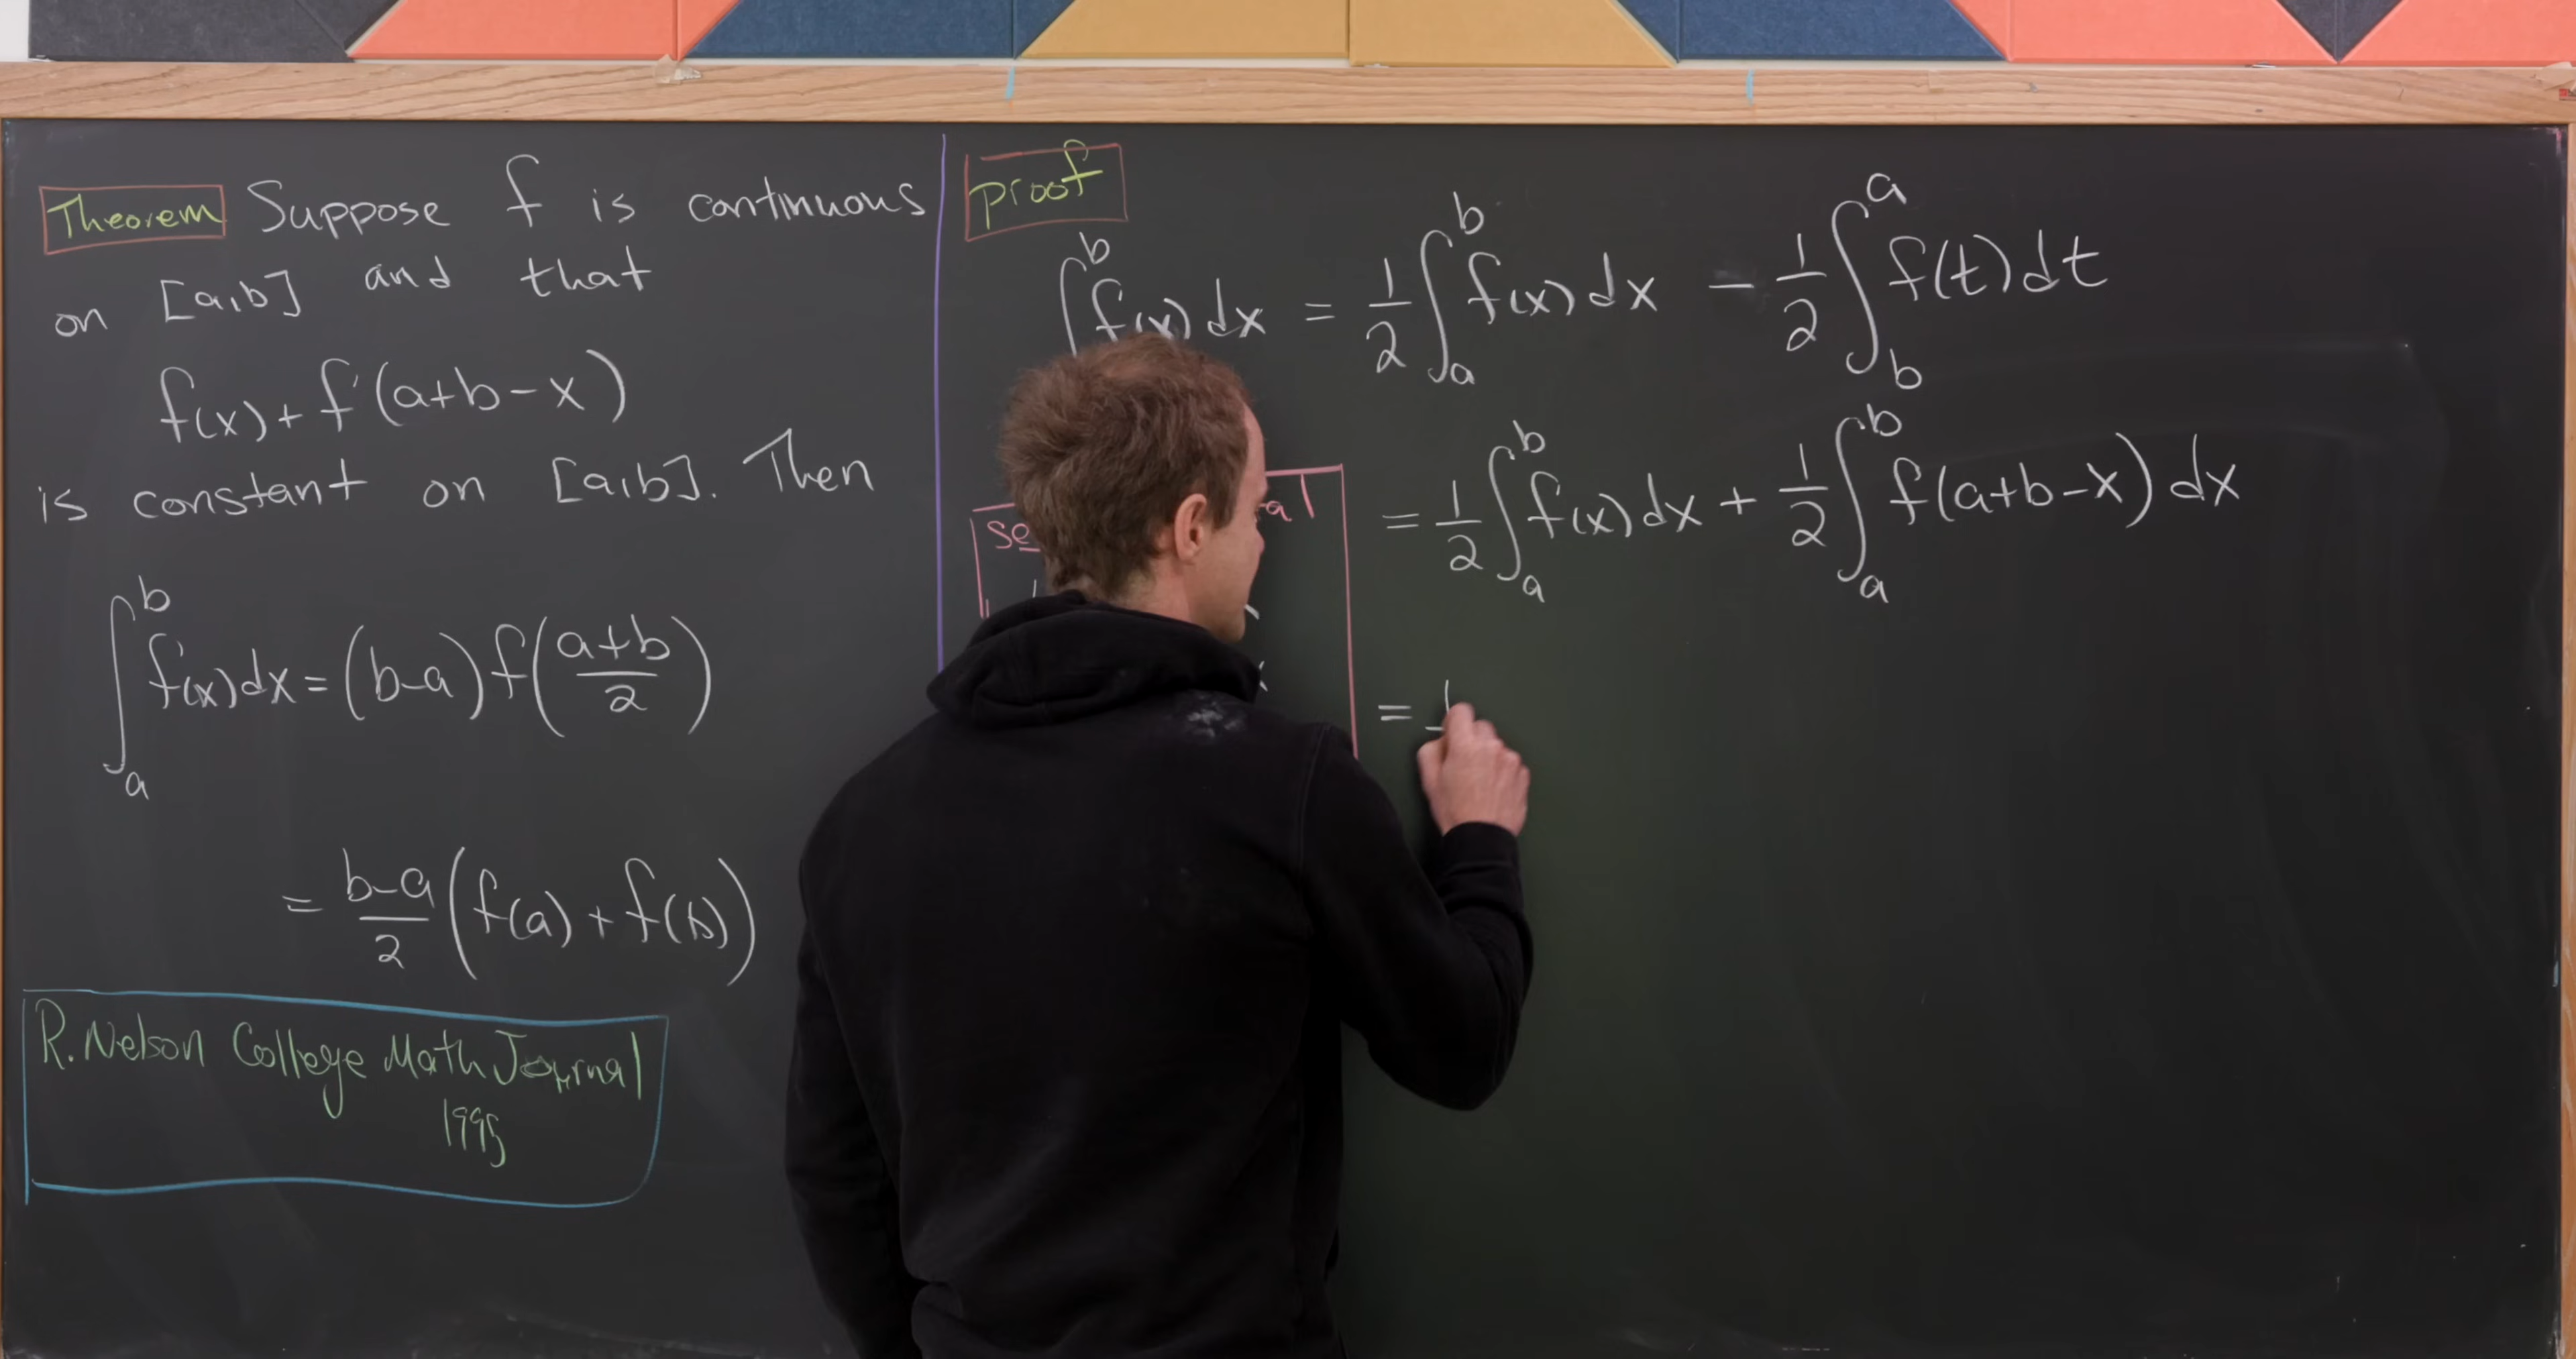 Theorem Suppose f is continuous
on [a,b] and that
f(x) + f(a+b-x)
is constant on [a,b]. Then
∫_a^b f(x)dx = (b-a) f((a+b)/2)
= (b-a)/2 (f(a) + f(b))
R. Nelson College Math Journal
1995
proof
∫^b f(x) dx = 1/2 ∫_a^b f(x) dx - 1/2 ∫_b^a f(t) dt
= 1/2 ∫_a^b f(x) dx + 1/2 ∫_a^b f(a+b-x) dx
= 1